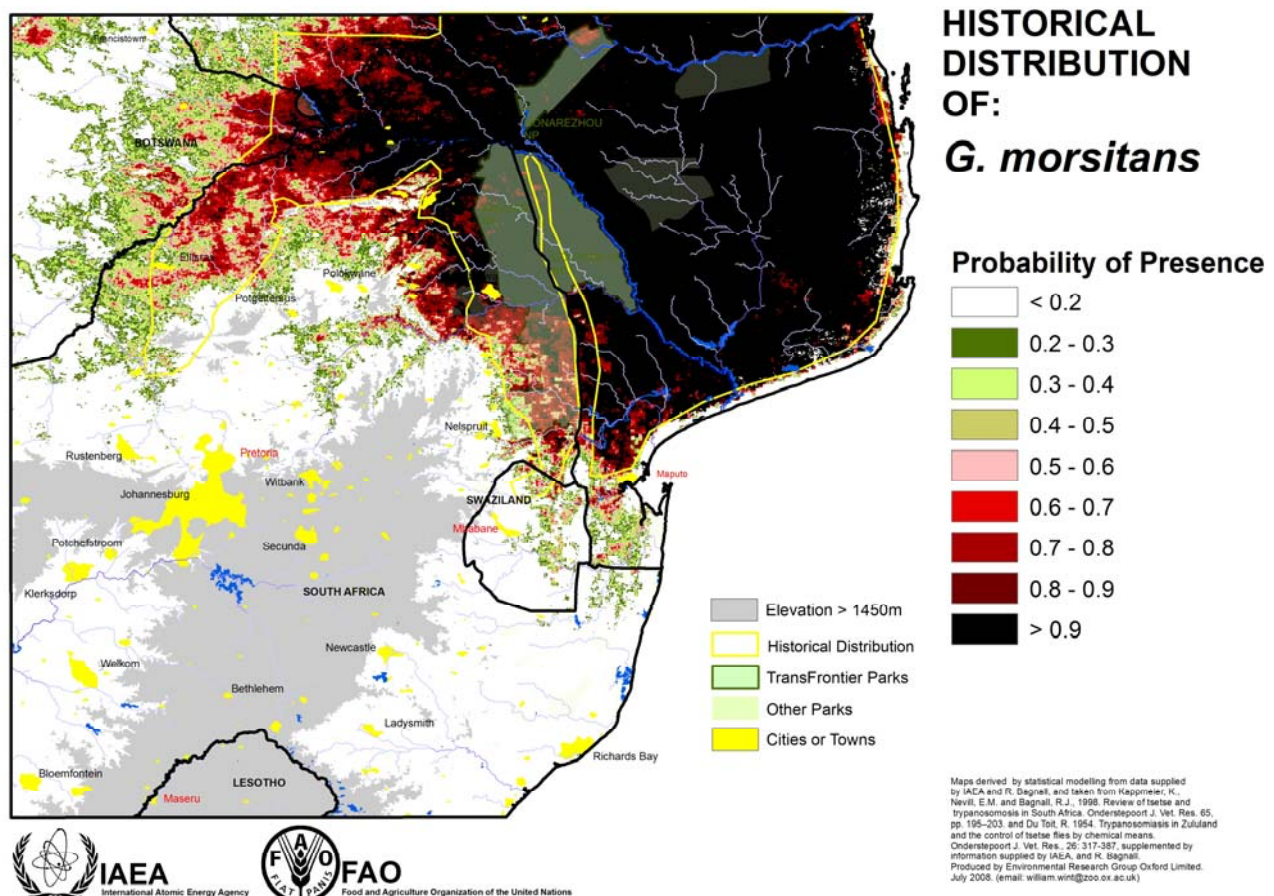 HISTORICAL
DISTRIBUTION
OF:
G. morsitans
Probability of Presence
< 0.2
0.2 - 0.3
0.3 - 0.4
0.4 - 0.5
0.5 - 0.6
0.6 - 0.7
0.7 - 0.8
0.8 - 0.9
> 0.9
Francistown
BOTSWANA
GONAREZHOU
NP
Ellisras
Polokwane
Potgietersus
Nelspruit
Rustenberg
Pretoria
Johannesburg
Witbank
Maputo
SWAZILAND
Mbabane
Potchefstroom
Secunda
Klerksdorp
SOUTH AFRICA
Newcastle
Welkom
Bethlehem
Ladysmith
Richards Bay
Bloemfontein
LESOTHO
Maseru
Elevation > 1450m
Historical Distribution
TransFrontier Parks
Other Parks
Cities or Towns
Maps derived by statistical modelling from data supplied
by IAEA and R. Bagnall, and taken from Kappmeier, K.,
Nevill, E.M. and Bagnall, R.J., 1998. Review of tsetse and
trypanosomosis in South Africa. Onderstepoort J. Vet. Res. 65,
pp. 195–203. and Du Toit, R. 1954. Trypanosomiasis in Zululand
and the control of tsetse flies by chemical means.
Onderstepoort J. Vet. Res., 26: 317-387, supplemented by
information supplied by IAEA, and R. Bagnall.
Produced by Environmental Research Group Oxford Limited.
July 2008. (email: william.wint@zoo.ox.ac.uk)
IAEA
International Atomic Energy Agency
F A O
FIAT PANIS
FAO
Food and Agriculture Organization of the United Nations